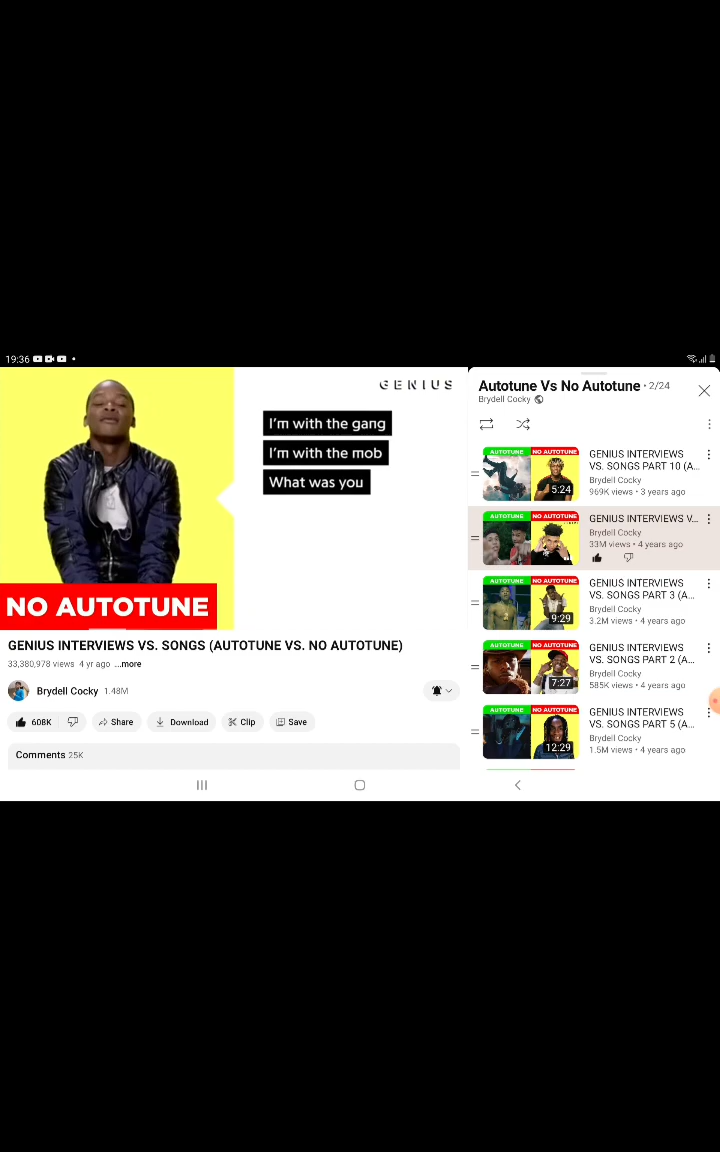 19:36
GENIUS
I'm with the gang
I'm with the mob
What was you
NO AUTOTUNE
GENIUS INTERVIEWS VS. SONGS (AUTOTUNE VS. NO AUTOTUNE)
33,380,978 views 4 yr ago ...more
Brydell Cocky 1.48M
608K
Share
Download
Clip
Save
Comments 25K
Autotune Vs No Autotune • 2/24
Brydell Cocky
AUTOTUNE NO AUTOTUNE
5:24
GENIUS INTERVIEWS
VS. SONGS PART 10 (A...
Brydell Cocky
969K views • 3 years ago
AUTOTUNE NO AUTOTUNE
GENIUS INTERVIEWS V...
Brydell Cocky
33M views • 4 years ago
AUTOTUNE NO AUTOTUNE
9:29
GENIUS INTERVIEWS
VS. SONGS PART 3 (A...
Brydell Cocky
3.2M views • 4 years ago
AUTOTUNE NO AUTOTUNE
7:27
GENIUS INTERVIEWS
VS. SONGS PART 2 (A...
Brydell Cocky
585K views • 4 years ago
AUTOTUNE NO AUTOTUNE
12:29
GENIUS INTERVIEWS
VS. SONGS PART 5 (A...
Brydell Cocky
1.5M views • 4 years ago